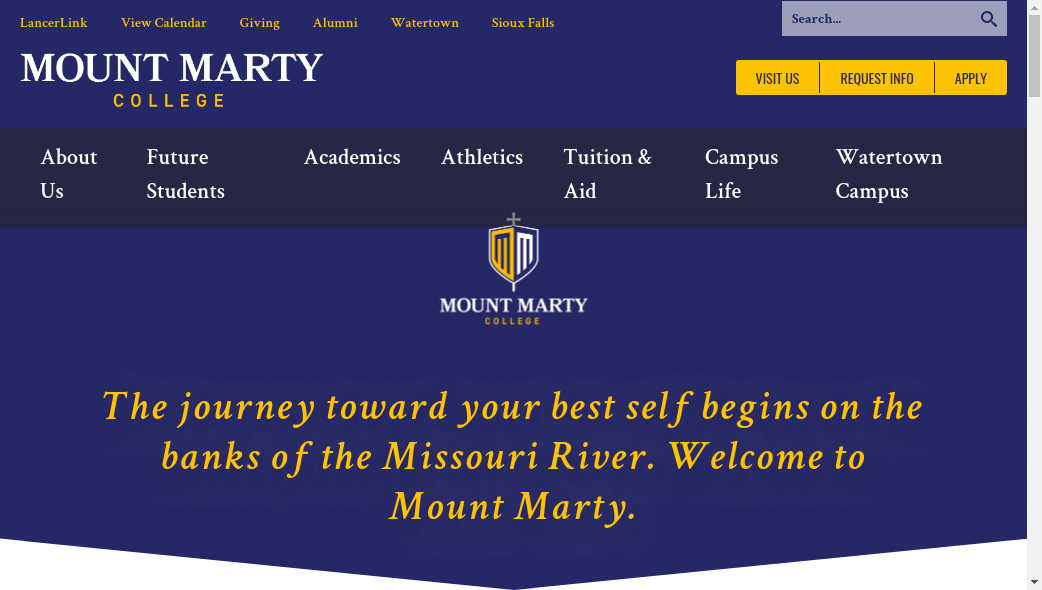 LancerLink View Calendar Giving Alumni Watertown Sioux Falls
Search...
MOUNT MARTY
COLLEGE
VISIT US REQUEST INFO APPLY
About Us
Future Students
Academics
Athletics
Tuition & Aid
Campus Life
Watertown Campus
MOUNT MARTY
COLLEGE
The journey toward your best self begins on the
banks of the Missouri River. Welcome to
Mount Marty.